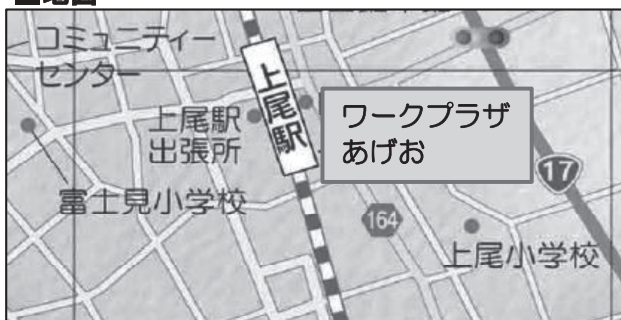 コミュニティー
センター
上尾駅
出張所
上尾駅
ワークプラザ
あげお
富士見小学校
17
164
上尾小学校